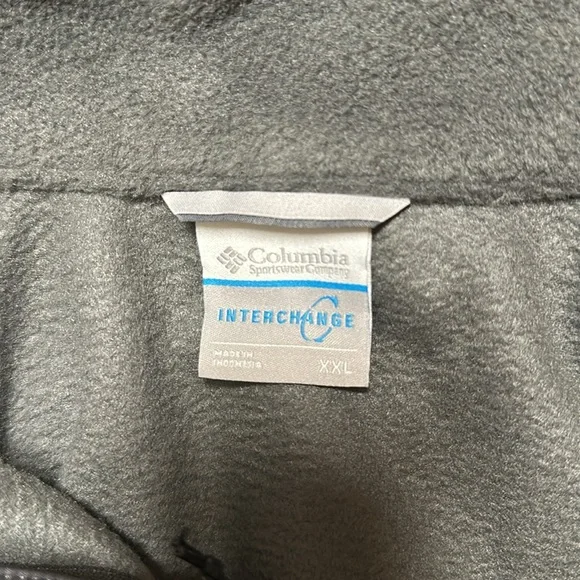 Columbia
Sportswear Company
INTERCHANGE
MADE IN
INDONESIA
XXL